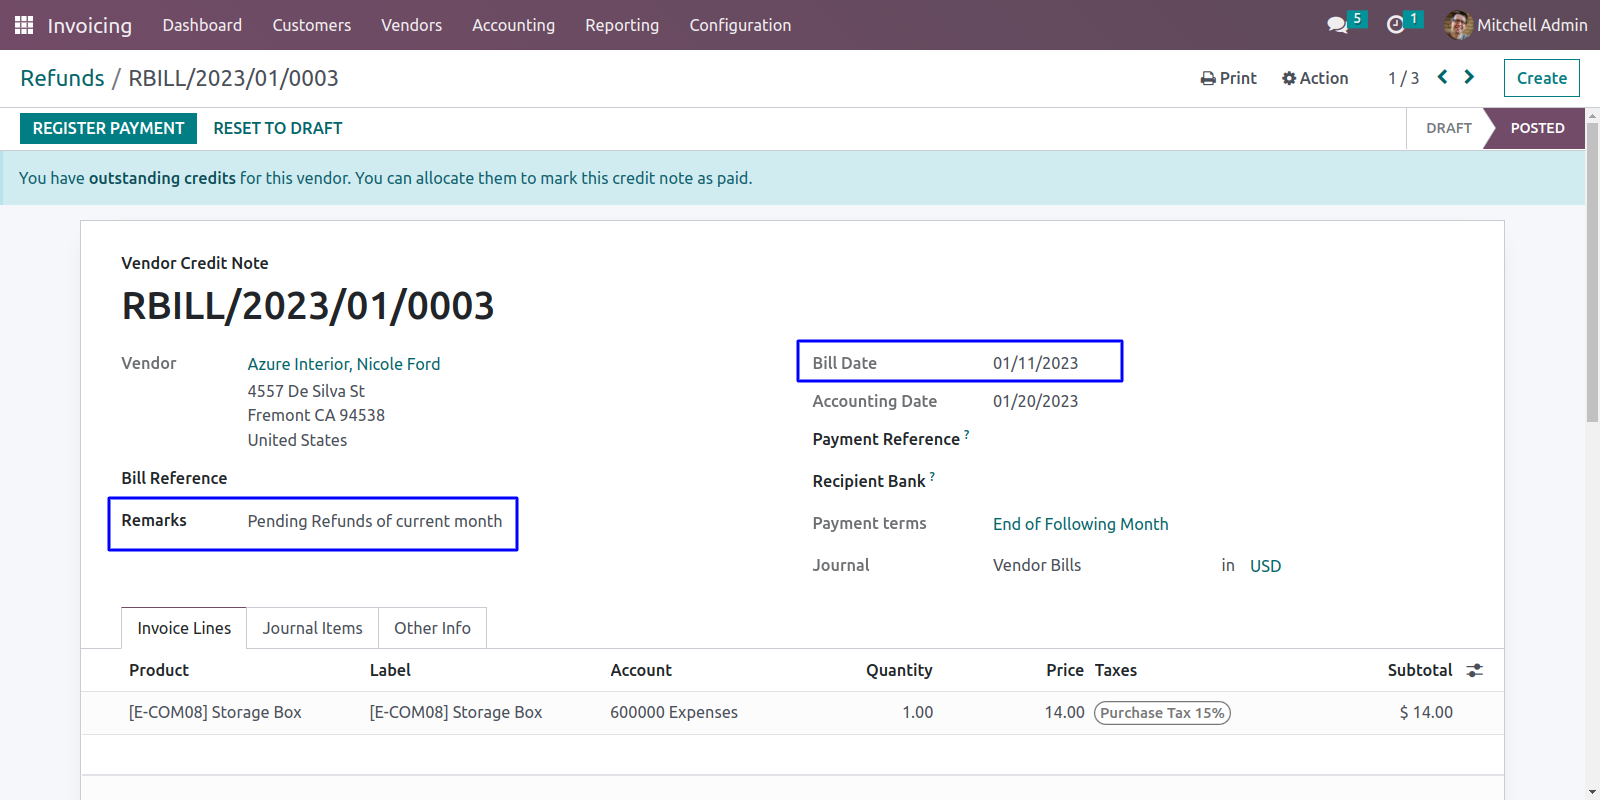 Invoicing Dashboard Customers Vendors Accounting Reporting Configuration 5 1 Mitchell Admin
Refunds / RBILL/2023/01/0003 Print Action 1 / 3 Create
REGISTER PAYMENT RESET TO DRAFT DRAFT POSTED
You have outstanding credits for this vendor. You can allocate them to mark this credit note as paid.
Vendor Credit Note
RBILL/2023/01/0003
Vendor Azure Interior, Nicole Ford
4557 De Silva St
Fremont CA 94538
United States
Bill Reference
Remarks Pending Refunds of current month
Bill Date 01/11/2023
Accounting Date 01/20/2023
Payment Reference ?
Recipient Bank ?
Payment terms End of Following Month
Journal Vendor Bills in USD
Invoice Lines Journal Items Other Info
Product Label Account Quantity Price Taxes Subtotal
[E-COM08] Storage Box [E-COM08] Storage Box 600000 Expenses 1.00 14.00 Purchase Tax 15% $ 14.00